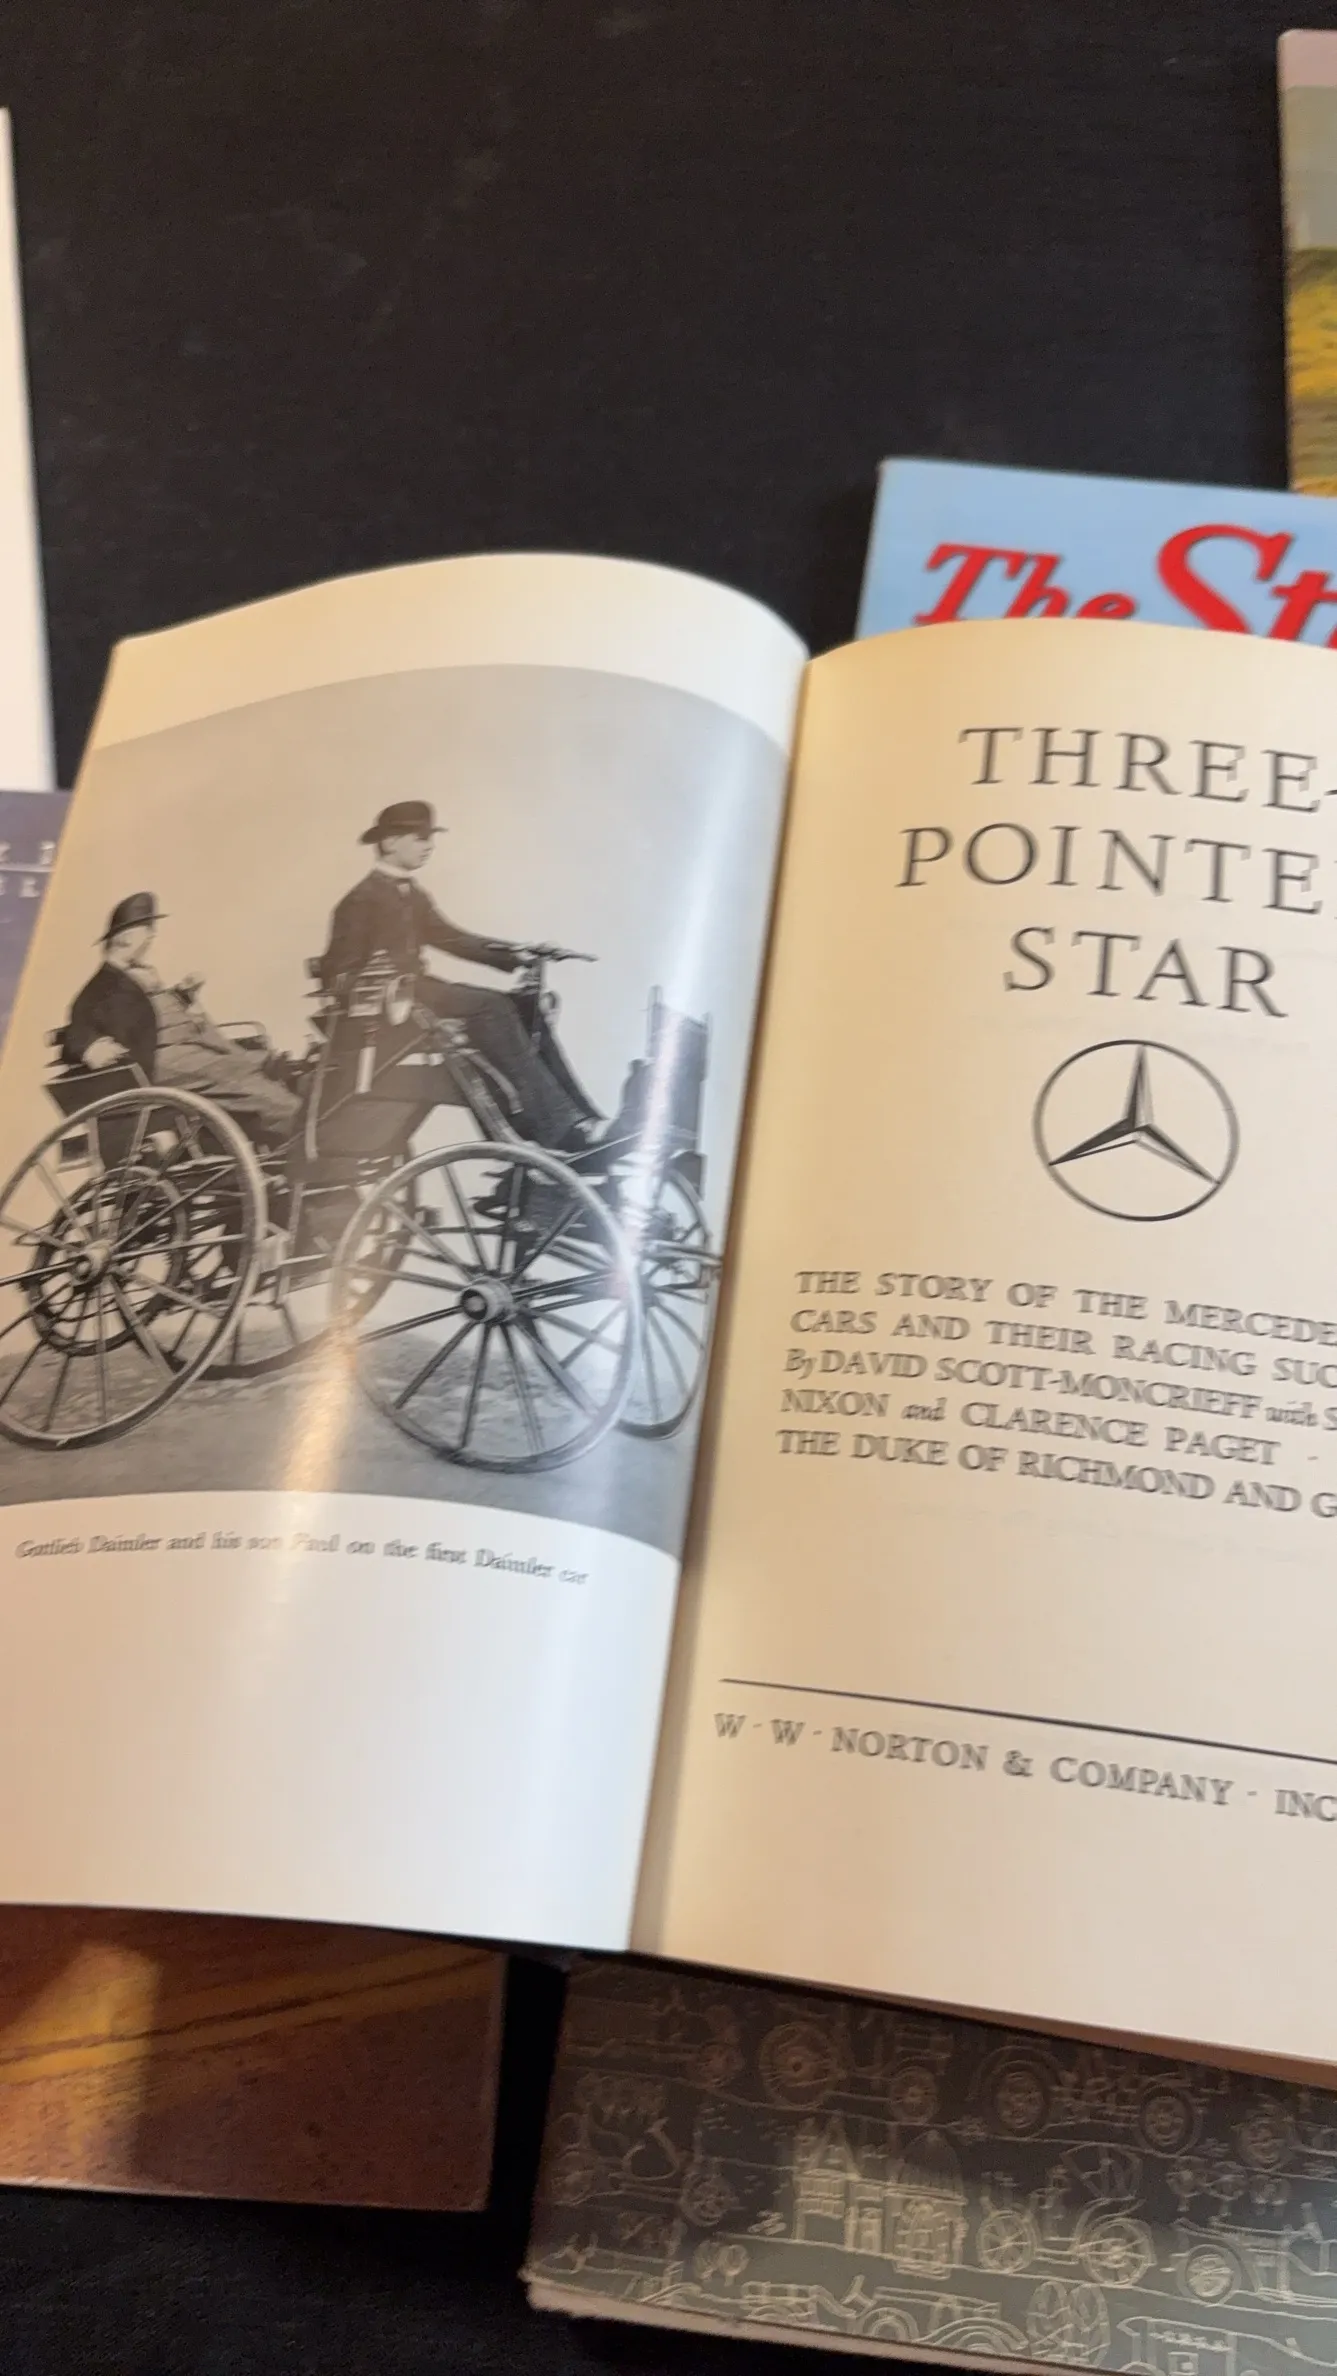 The St
THREE-
POINTE
STAR
THE STORY OF THE MERCEDE
CARS AND THEIR RACING SUC
By DAVID SCOTT-MONCRIEFF with S
NIXON and CLARENCE PAGET ·
THE DUKE OF RICHMOND AND G
W · W · NORTON & COMPANY · INC
Gottlieb Daimler and his son Paul on the first Daimler car